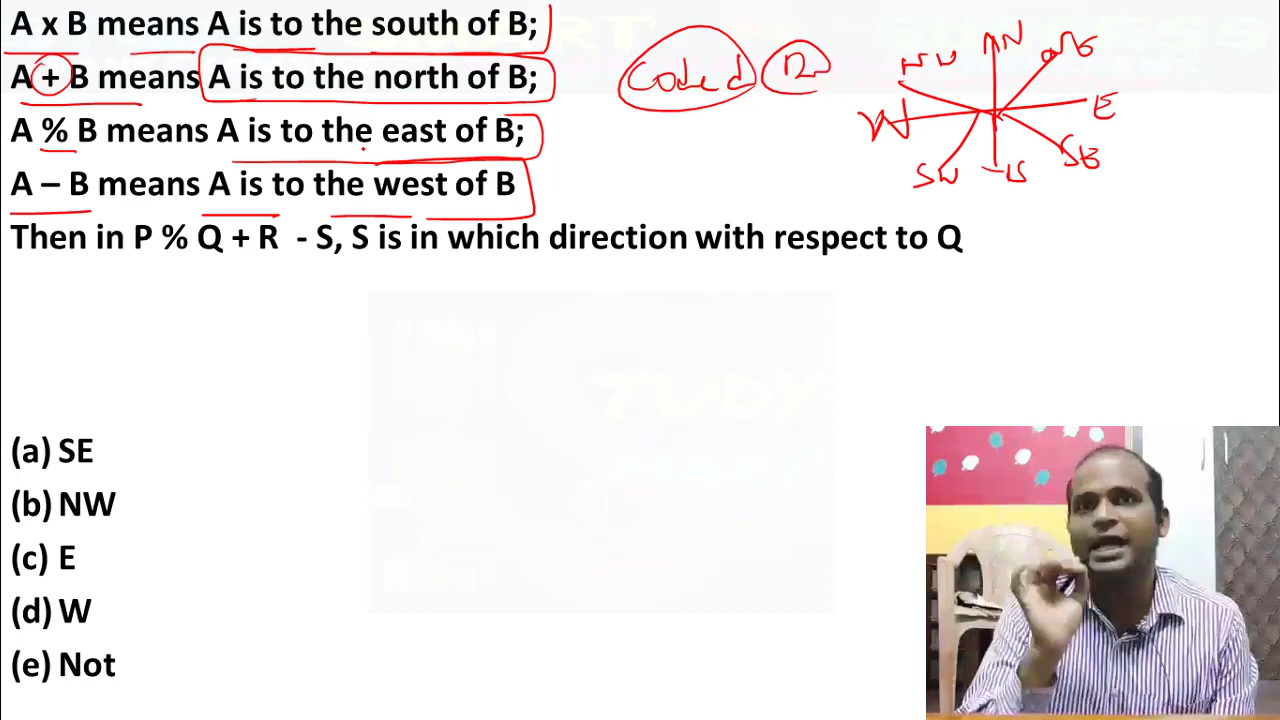 A x B means A is to the south of B;
A + B means A is to the north of B;
A % B means A is to the east of B;
A – B means A is to the west of B
Then in P % Q + R - S, S is in which direction with respect to Q
(a) SE
(b) NW
(c) E
(d) W
(e) Not
Coded
N
E
SE
SW
TUDY